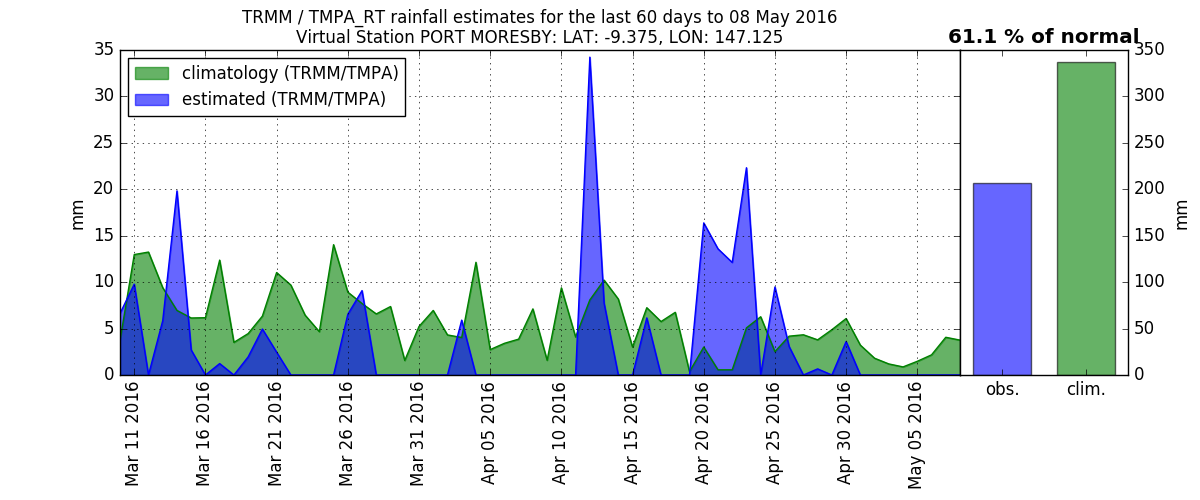 TRMM / TMPA_RT rainfall estimates for the last 60 days to 08 May 2016
Virtual Station PORT MORESBY: LAT: -9.375, LON: 147.125
61.1 % of normal
climatology (TRMM/TMPA)
estimated (TRMM/TMPA)
35
30
25
20
15
10
5
0
mm
Mar 11 2016
Mar 16 2016
Mar 21 2016
Mar 26 2016
Mar 31 2016
Apr 05 2016
Apr 10 2016
Apr 15 2016
Apr 20 2016
Apr 25 2016
Apr 30 2016
May 05 2016
obs.
clim.
350
300
250
200
150
100
50
0
mm